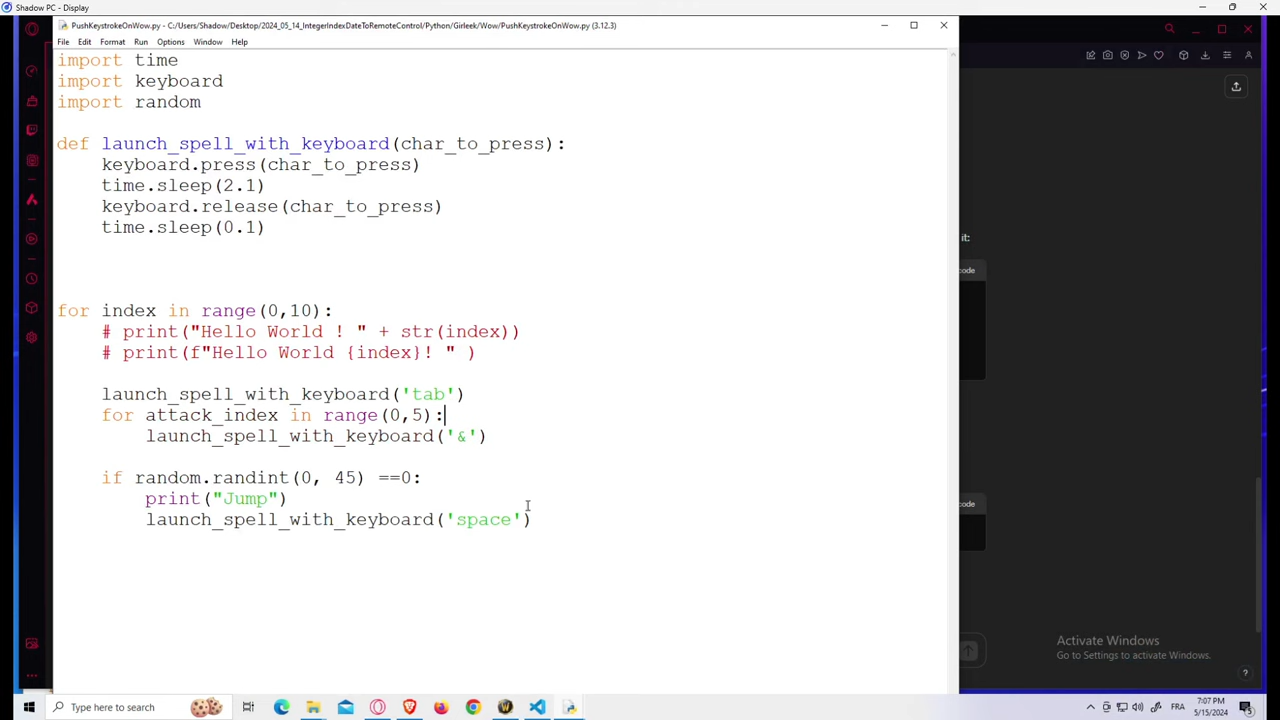 Shadow PC - Display
PushKeystrokeOnWow.py - C:/Users/Shadow/Desktop/2024_05_14_IntegerIndexDateToRemoteControl/Python/Girleek/Wow/PushKeystrokeOnWow.py (3.12.3)
File Edit Format Run Options Window Help
import time
import keyboard
import random
def launch_spell_with_keyboard(char_to_press):
    keyboard.press(char_to_press)
    time.sleep(2.1)
    keyboard.release(char_to_press)
    time.sleep(0.1)
it:
code
for index in range(0,10):
    # print("Hello World ! " + str(index))
    # print(f"Hello World {index}! " )
    launch_spell_with_keyboard('tab')
    for attack_index in range(0,5):
        launch_spell_with_keyboard('&')
    if random.randint(0, 45) ==0:
        print("Jump")
        launch_spell_with_keyboard('space')
code
Activate Windows
Go to Settings to activate Windows.
?
Type here to search
FRA
7:07 PM
5/15/2024
5